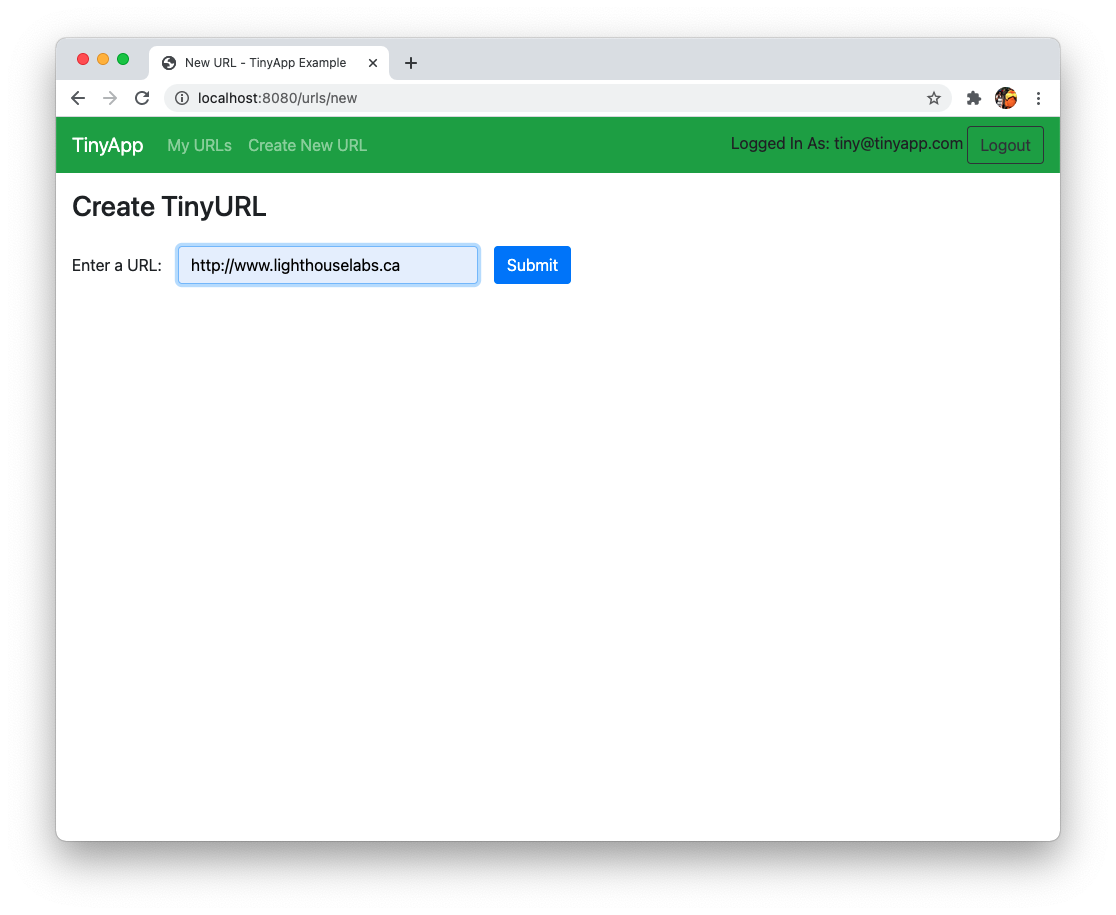 New URL - TinyApp Example
localhost:8080/urls/new
TinyApp My URLs Create New URL Logged In As: tiny@tinyapp.com Logout
Create TinyURL
Enter a URL: http://www.lighthouselabs.ca Submit